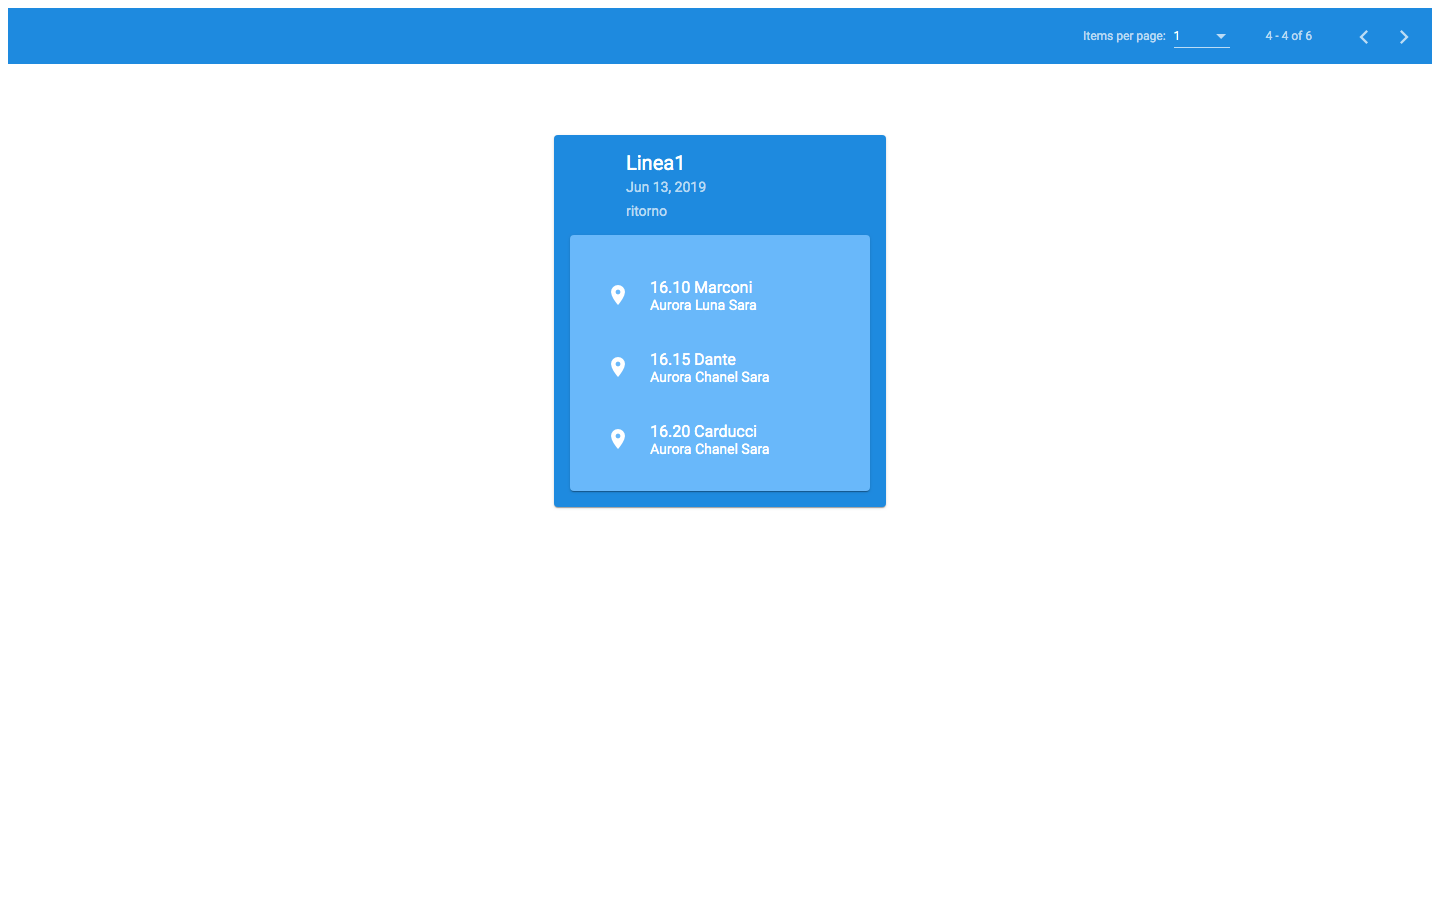 Items per page: 1 4 - 4 of 6
Linea1
Jun 13, 2019
ritorno
16.10 Marconi
Aurora Luna Sara
16.15 Dante
Aurora Chanel Sara
16.20 Carducci
Aurora Chanel Sara